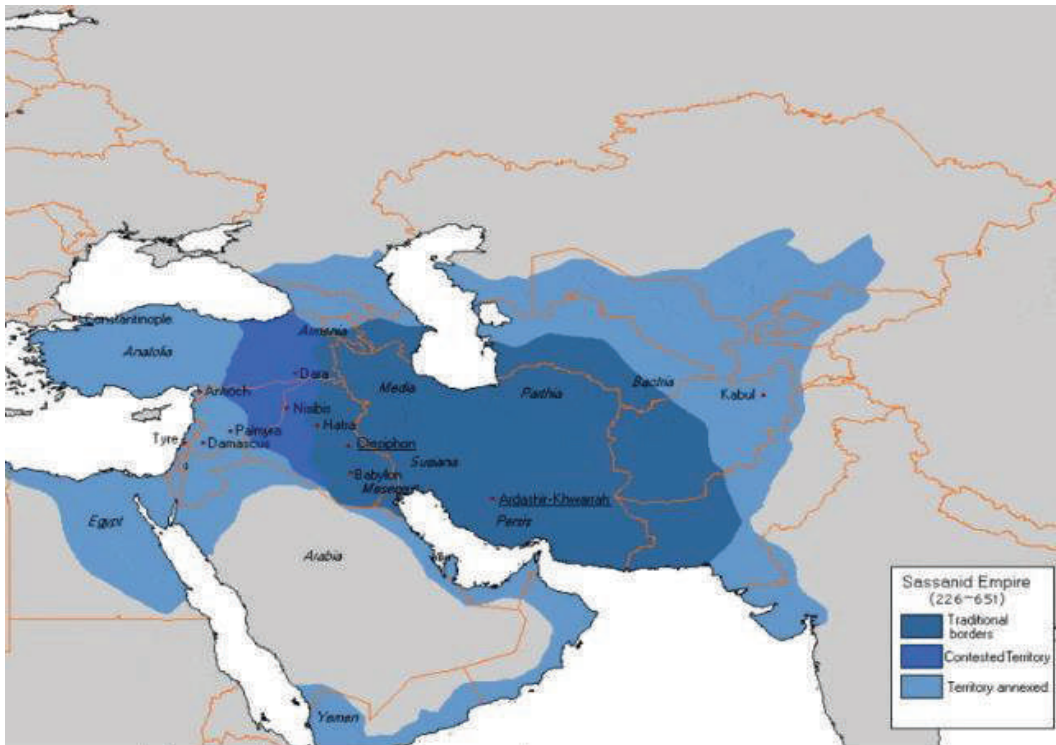 Constantinople
Anatolia
Armenia
Dara
Antioch
Media
Parthia
Bactria
Kabul
Nisibis
Hatra
Palmyra
Tyre
Damascus
Ctesiphon
Susiana
Babylon
Ardashir-Khwarrah
Persis
Egypt
Arabia
Yemen
Sassanid Empire
(226-651)
Traditional
borders
Contested Territory
Territory annexed